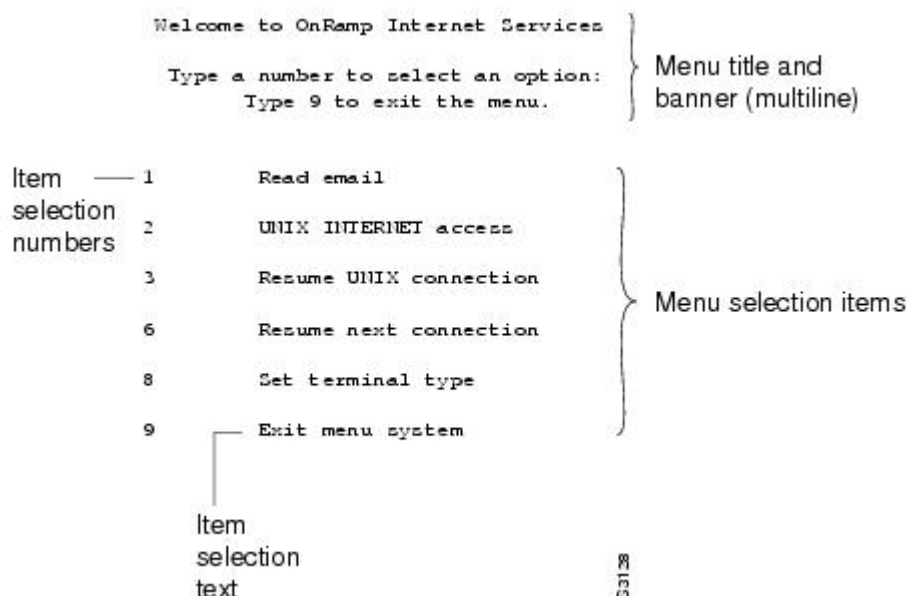 Welcome to OnRamp Internet Services
Type a number to select an option:
Type 9 to exit the menu.
Menu title and
banner (multiline)
Item
selection
numbers
1 Read email
2 UNIX INTERNET access
3 Resume UNIX connection
6 Resume next connection
8 Set terminal type
9 Exit menu system
Menu selection items
Item
selection
text
S3128